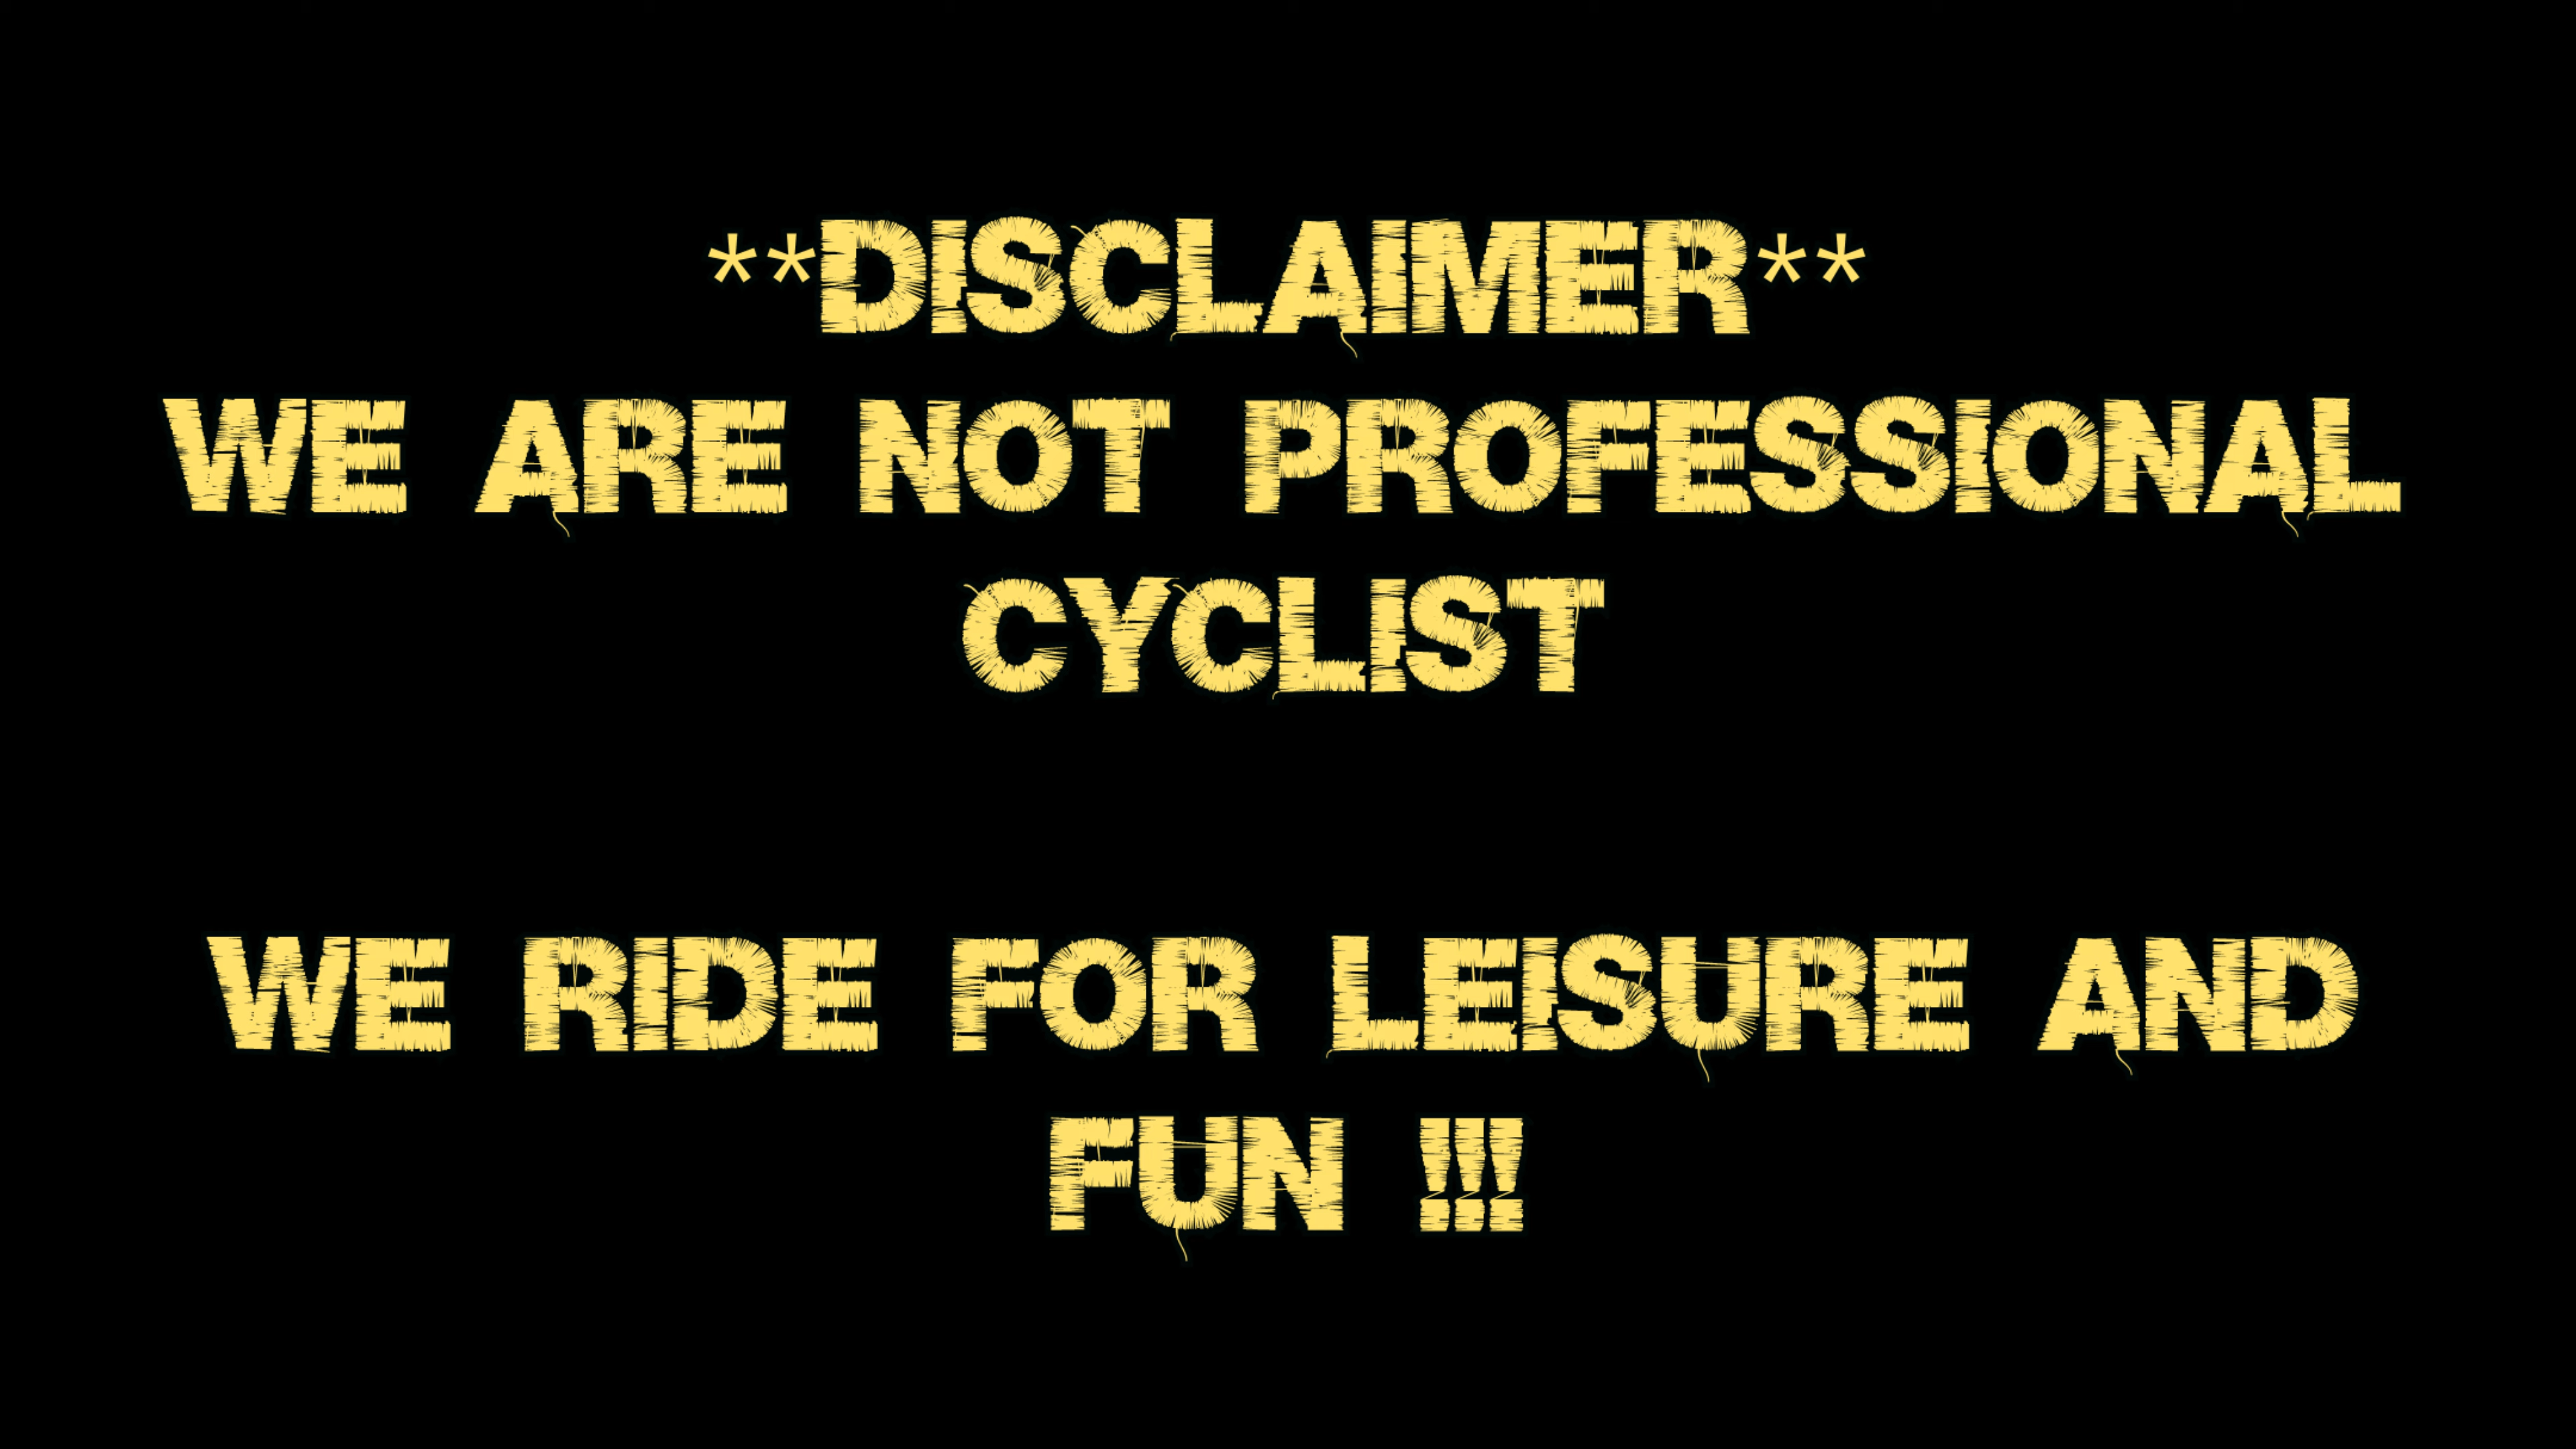 **DISCLAIMER**
WE ARE NOT PROFESSIONAL
CYCLIST
WE RIDE FOR LEISURE AND
FUN !!!